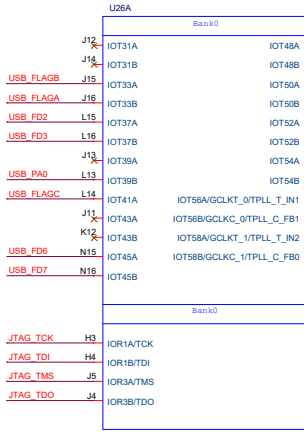 U26A
Bank0
J12 IOT31A IOT48A
J14 IOT31B IOT48B
USB_FLAGB J15 IOT33A IOT50A
USB_FLAGA J16 IOT33B IOT50B
USB_FD2 L15 IOT37A IOT52A
USB_FD3 L16 IOT37B IOT52B
J13 IOT39A IOT54A
USB_PA0 L13 IOT39B IOT54B
USB_FLAGC L14 IOT41A IOT56A/GCLKT_0/TPLL_T_IN1
J11 IOT43A IOT56B/GCLKC_0/TPLL_C_FB1
K12 IOT43B IOT58A/GCLKT_1/TPLL_T_IN2
USB_FD6 N15 IOT45A IOT58B/GCLKC_1/TPLL_C_FB0
USB_FD7 N16 IOT45B
Bank0
JTAG_TCK H3 IOR1A/TCK
JTAG_TDI H4 IOR1B/TDI
JTAG_TMS J5 IOR3A/TMS
JTAG_TDO J4 IOR3B/TDO